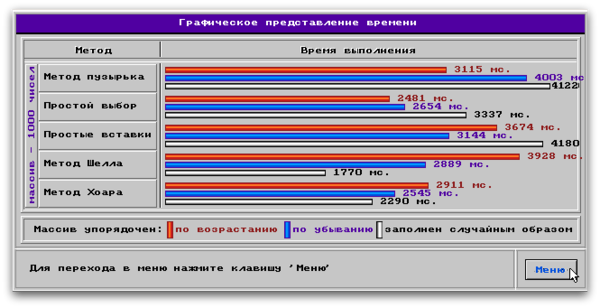 Графическое представление времени
Метод Время выполнения
массив - 1000 чисел
Метод пузырька 3115 мс.
4003 мс.
4122
Простой выбор 2481 мс.
2654 мс.
3337 мс.
Простые вставки 3674 мс.
3144 мс.
4180
Метод Шелла 3928 мс.
2889 мс.
1770 мс.
Метод Хоара 2911 мс.
2545 мс.
2290 мс.
Массив упорядочен: по возрастанию по убыванию заполнен случайным образом
Для перехода в меню нажмите клавишу 'Меню' Меню